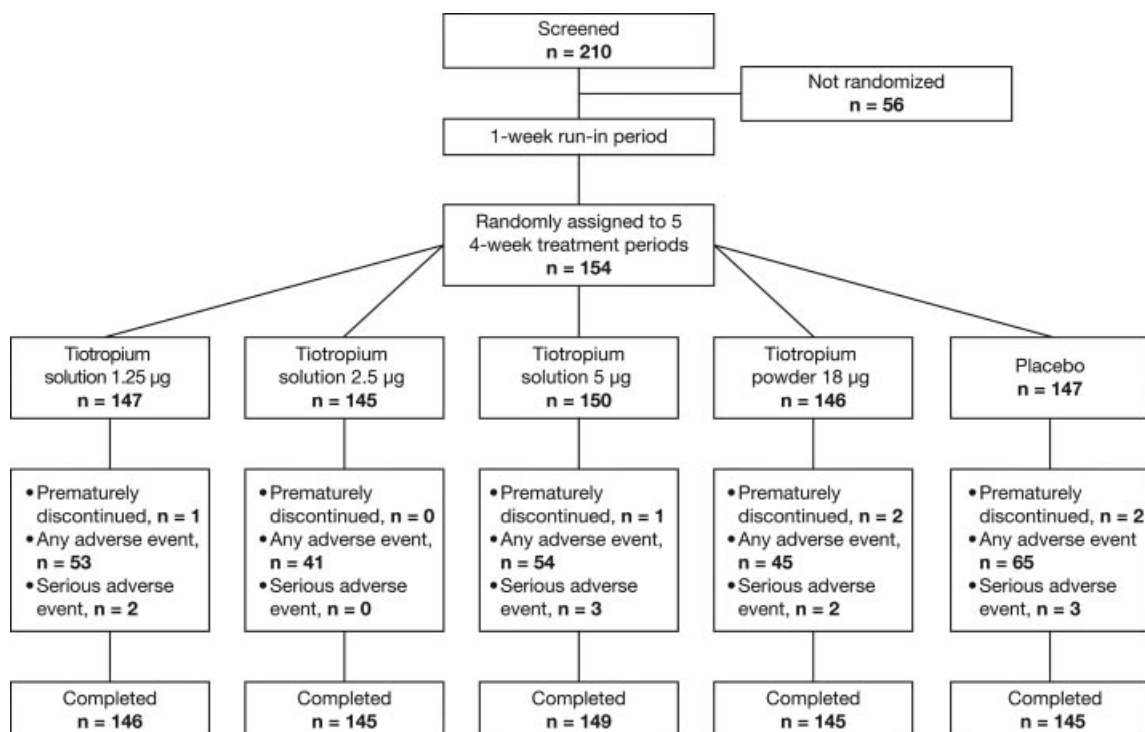 Screened
n = 210
Not randomized
n = 56
1-week run-in period
Randomly assigned to 5
4-week treatment periods
n = 154
Tiotropium
solution 1.25 µg
n = 147
Tiotropium
solution 2.5 µg
n = 145
Tiotropium
solution 5 µg
n = 150
Tiotropium
powder 18 µg
n = 146
Placebo
n = 147
•Prematurely
discontinued, n = 1
•Any adverse event,
n = 53
•Serious adverse
event, n = 2
•Prematurely
discontinued, n = 0
•Any adverse event,
n = 41
•Serious adverse
event, n = 0
•Prematurely
discontinued, n = 1
•Any adverse event,
n = 54
•Serious adverse
event, n = 3
•Prematurely
discontinued, n = 2
•Any adverse event,
n = 45
•Serious adverse
event, n = 2
•Prematurely
discontinued, n = 2
•Any adverse event
n = 65
•Serious adverse
event, n = 3
Completed
n = 146
Completed
n = 145
Completed
n = 149
Completed
n = 145
Completed
n = 145